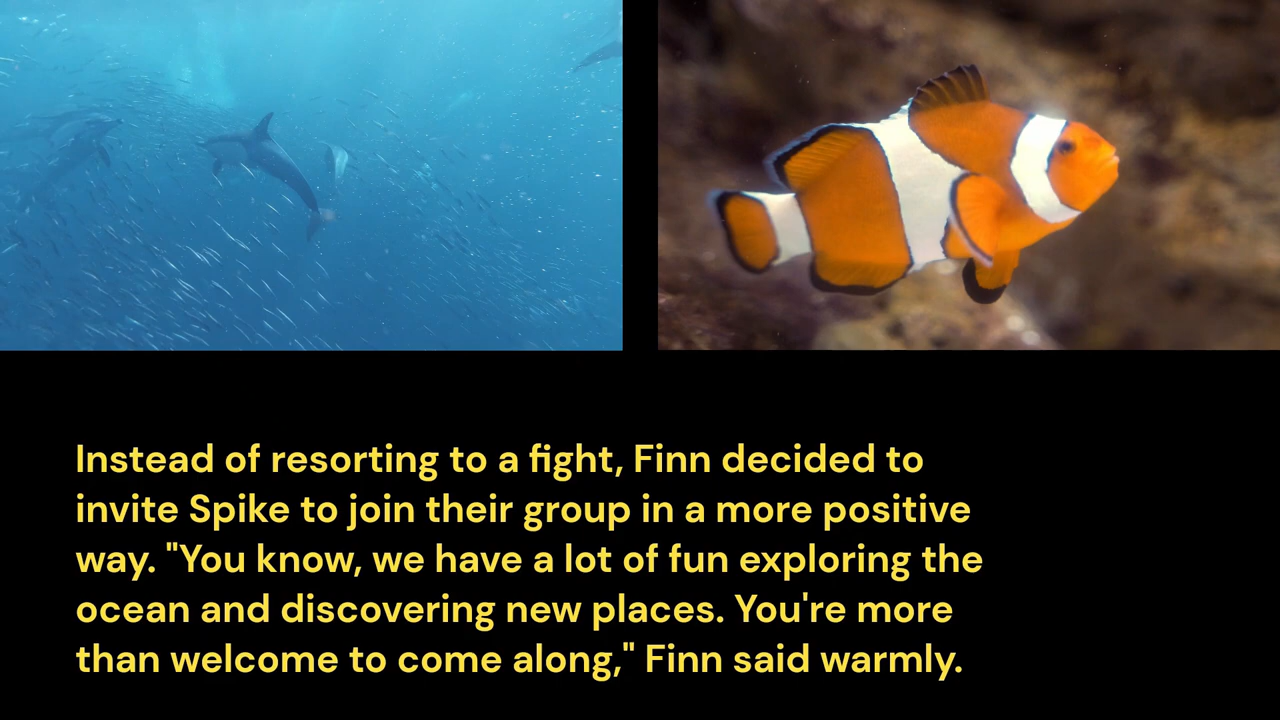 Instead of resorting to a fight, Finn decided to
invite Spike to join their group in a more positive
way. "You know, we have a lot of fun exploring the
ocean and discovering new places. You're more
than welcome to come along," Finn said warmly.